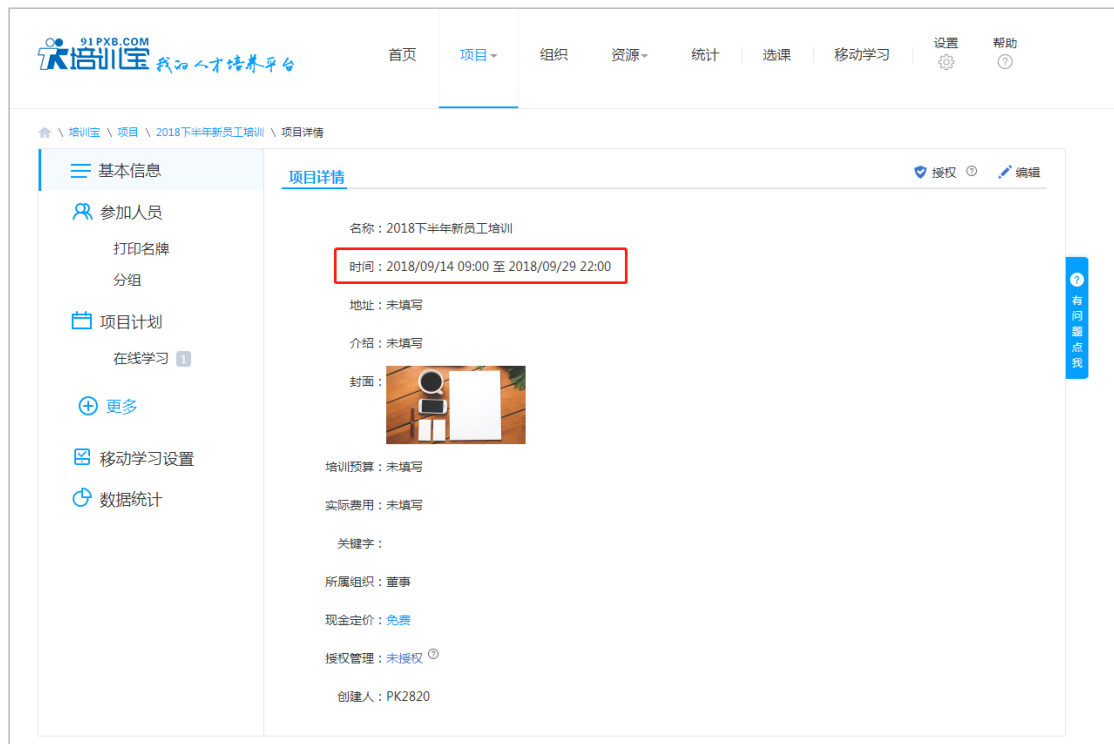 91PXB.COM
培训宝 我的人才培养平台
首页 项目 组织 资源 统计 选课 移动学习 设置 帮助
\ 培训宝 \ 项目 \ 2018下半年新员工培训 \ 项目详情
基本信息
参加人员
打印名牌
分组
项目计划
在线学习 1
更多
移动学习设置
数据统计
项目详情
授权 ? 编辑
名称：2018下半年新员工培训
时间：2018/09/14 09:00 至 2018/09/29 22:00
地址：未填写
介绍：未填写
封面：
培训预算：未填写
实际费用：未填写
关键字：
所属组织：董事
现金定价：免费
授权管理：未授权 ?
创建人：PK2820
? 有问题点我